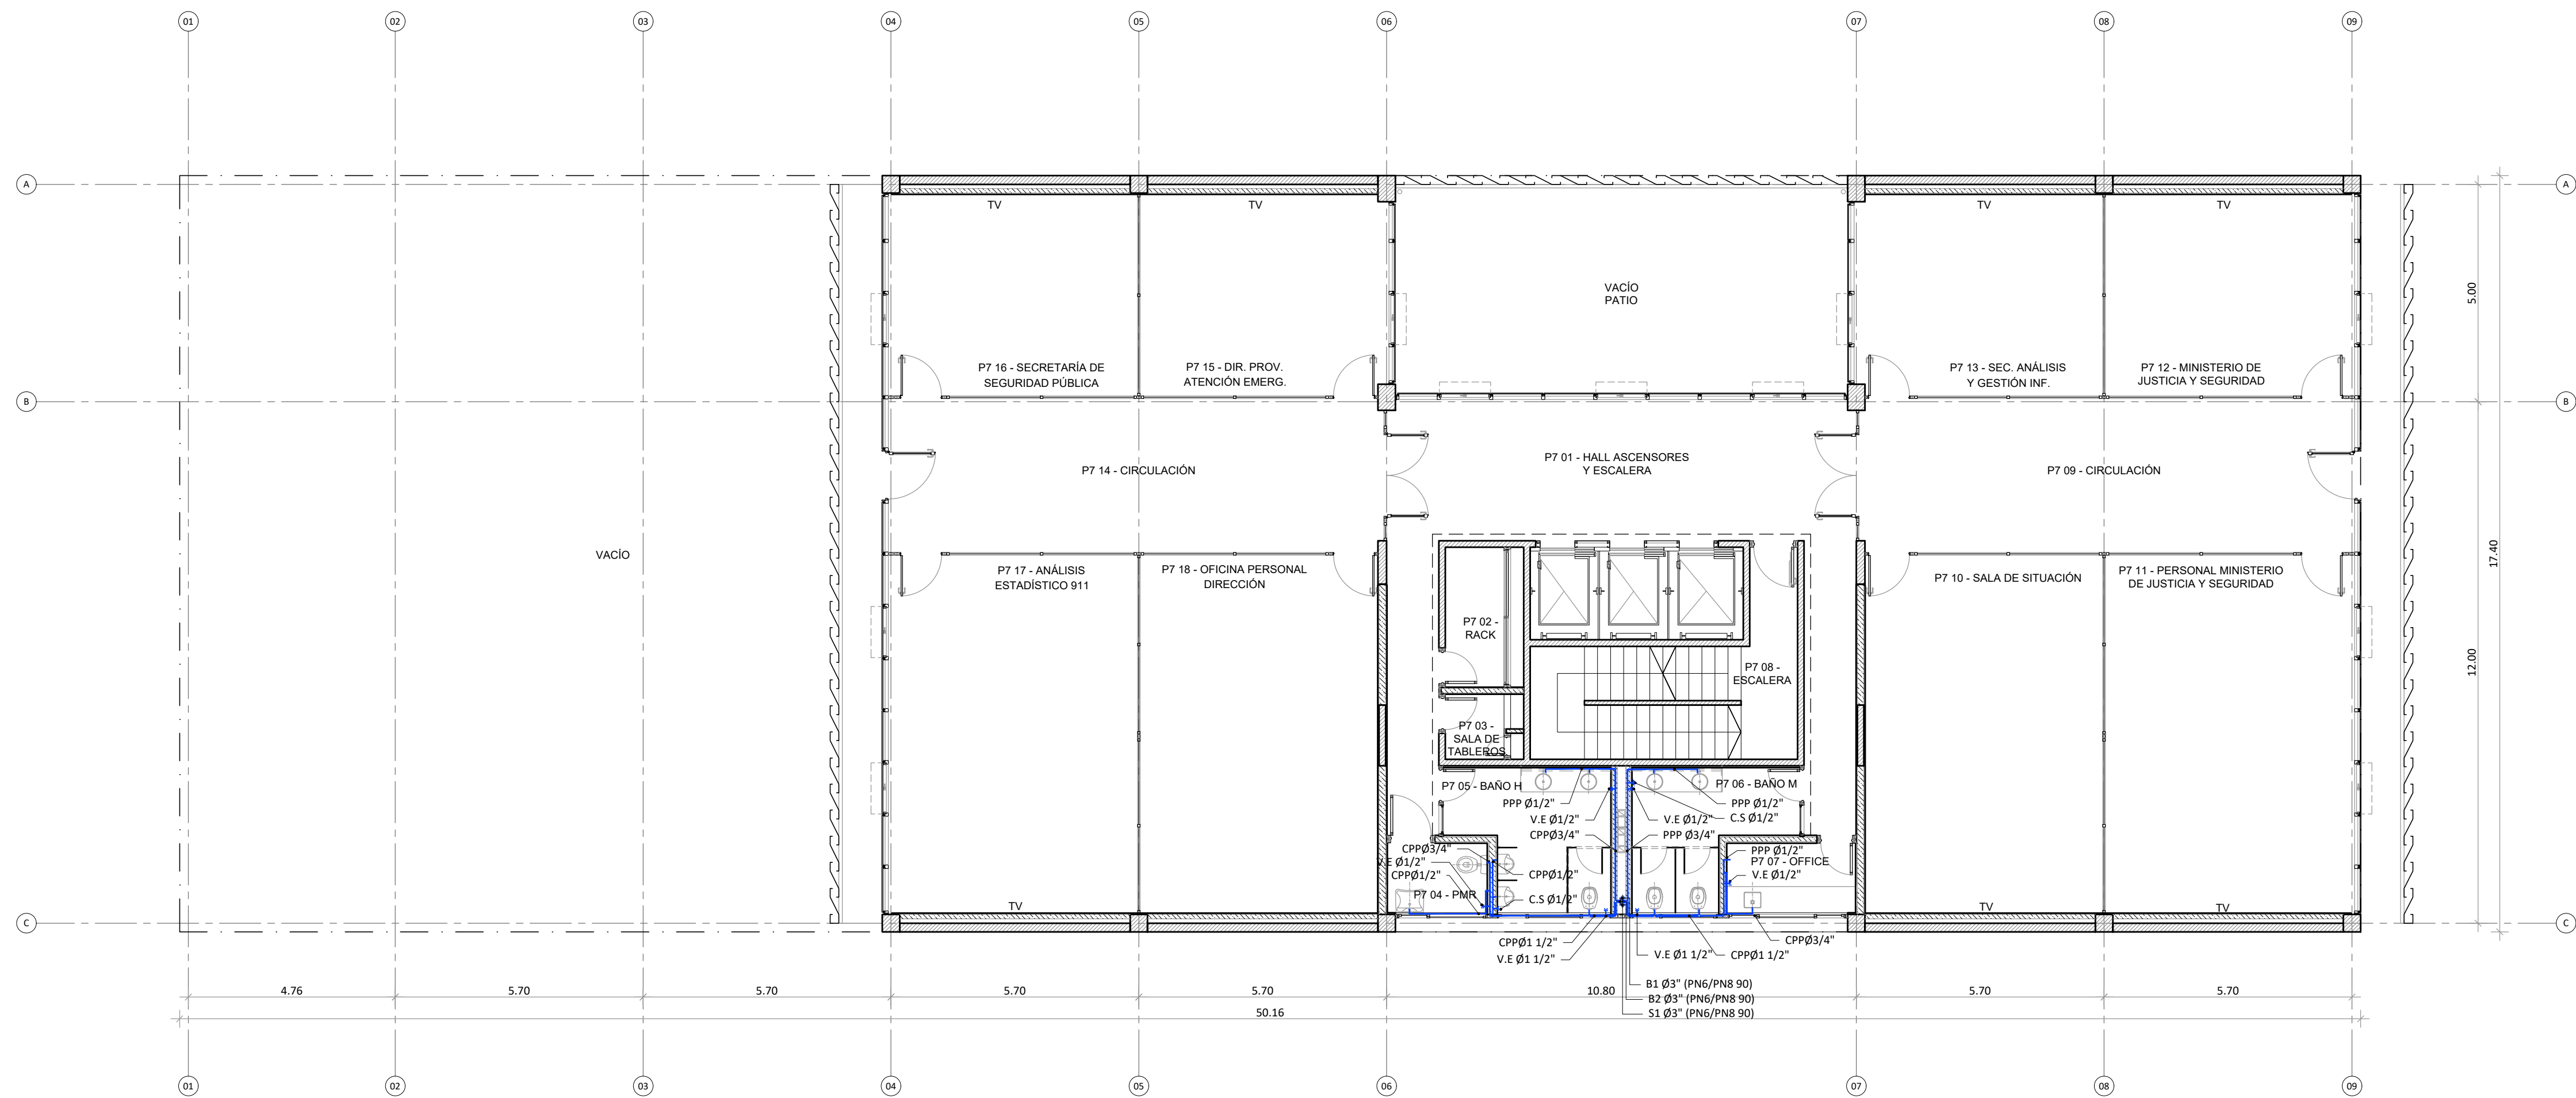 01
02
03
04
05
06
07
08
09
A
A
TV
TV
TV
TV
VACÍO
PATIO
5.00
P7 16 - SECRETARÍA DE
SEGURIDAD PÚBLICA
P7 15 - DIR. PROV.
ATENCIÓN EMERG.
P7 13 - SEC. ANÁLISIS
Y GESTIÓN INF.
P7 12 - MINISTERIO DE
JUSTICIA Y SEGURIDAD
B
B
P7 14 - CIRCULACIÓN
P7 01 - HALL ASCENSORES
Y ESCALERA
P7 09 - CIRCULACIÓN
17.40
VACÍO
P7 17 - ANÁLISIS
ESTADÍSTICO 911
P7 18 - OFICINA PERSONAL
DIRECCIÓN
P7 10 - SALA DE SITUACIÓN
P7 11 - PERSONAL MINISTERIO
DE JUSTICIA Y SEGURIDAD
P7 02 -
RACK
P7 08 -
ESCALERA
12.00
P7 03 -
SALA DE
TABLEROS
P7 05 - BAÑO H
P7 06 - BAÑO M
PPP Ø1/2"
PPP Ø1/2"
V.E Ø1/2"
V.E Ø1/2"
C.S Ø1/2"
CPPØ3/4"
PPP Ø3/4"
CPPØ3/4"
PPP Ø1/2"
V.E Ø1/2"
P7 07 - OFFICE
CPPØ1/2"
CPPØ1/2"
V.E Ø1/2"
P7 04 - PMR
C.S Ø1/2"
TV
TV
TV
C
C
CPPØ1 1/2"
CPPØ3/4"
V.E Ø1 1/2"
V.E Ø1 1/2"
CPPØ1 1/2"
B1 Ø3" (PN6/PN8 90)
B2 Ø3" (PN6/PN8 90)
S1 Ø3" (PN6/PN8 90)
4.76
5.70
5.70
5.70
5.70
10.80
5.70
5.70
50.16
01
02
03
04
05
06
07
08
09